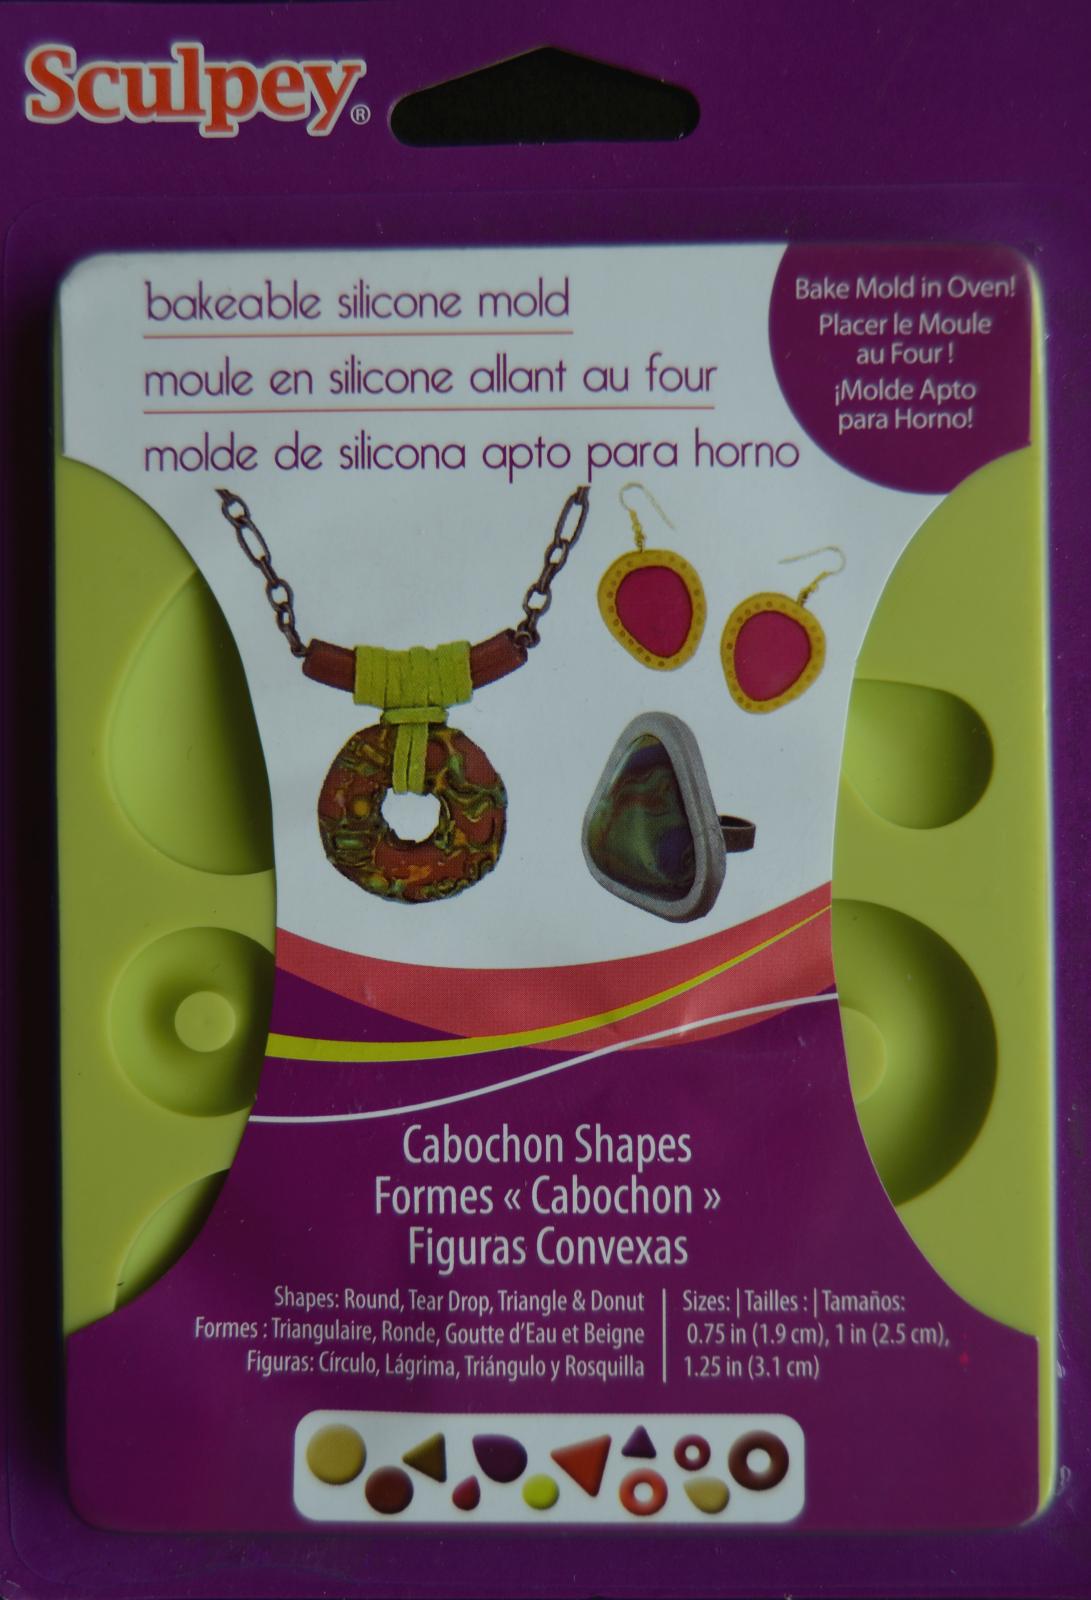 Sculpey®
bakeable silicone mold
moule en silicone allant au four
molde de silicona apto para horno
Bake Mold in Oven!
Placer le Moule
au Four !
¡Molde Apto
para Horno!
Cabochon Shapes
Formes « Cabochon »
Figuras Convexas
Shapes: Round, Tear Drop, Triangle & Donut
Formes : Triangulaire, Ronde, Goutte d'Eau et Beigne
Figuras: Círculo, Lágrima, Triángulo y Rosquilla
Sizes: | Tailles : | Tamaños:
0.75 in (1.9 cm), 1 in (2.5 cm),
1.25 in (3.1 cm)